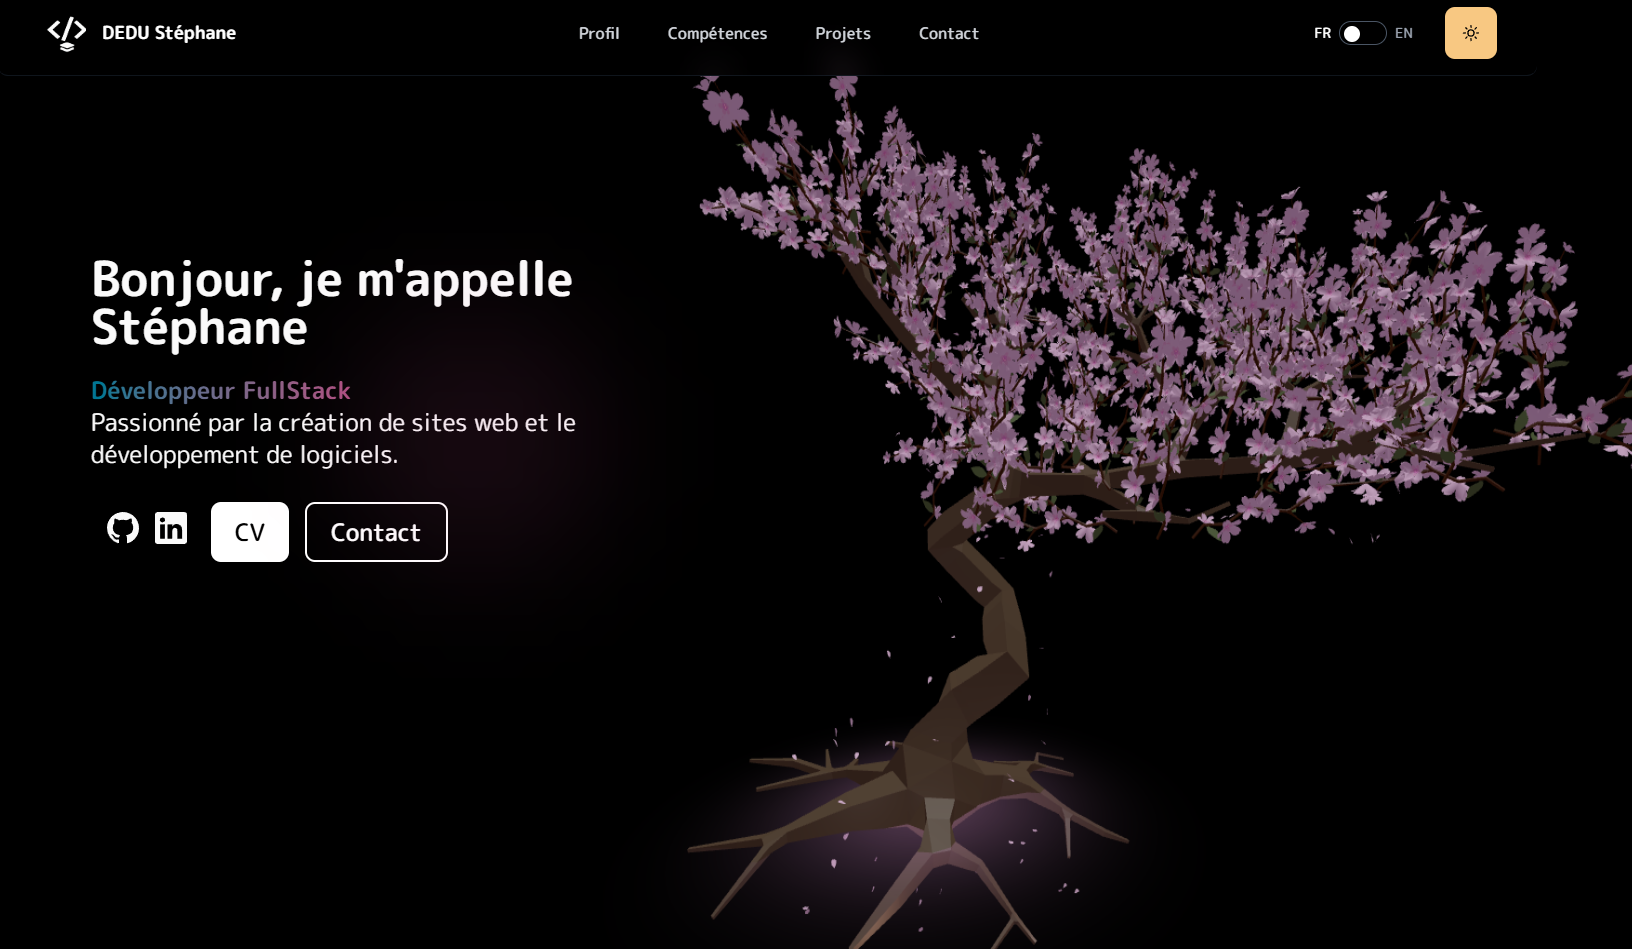 DEDU Stéphane
Profil
Compétences
Projets
Contact
FR
EN
Bonjour, je m'appelle
Stéphane
Développeur FullStack
Passionné par la création de sites web et le
développement de logiciels.
CV
Contact